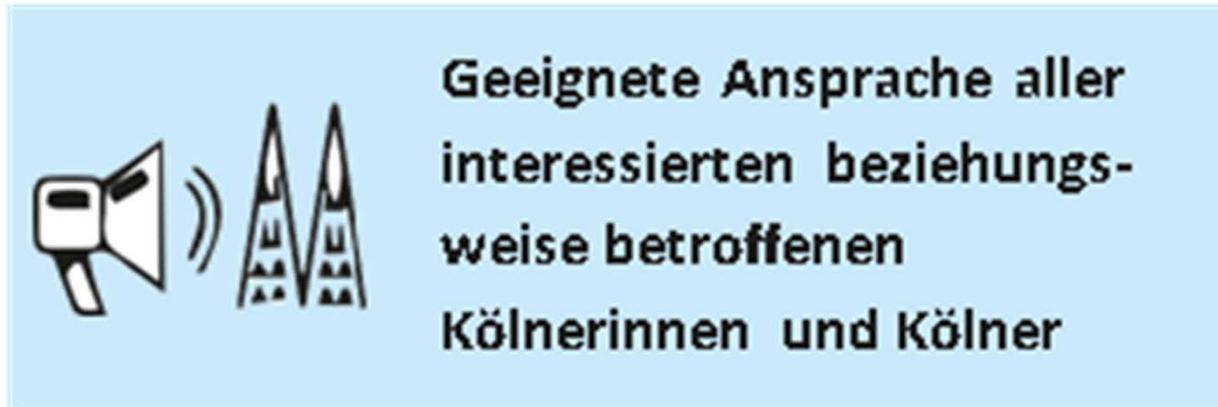 Geeignete Ansprache aller
interessierten beziehungs-
weise betroffenen
Kölnerinnen und Kölner